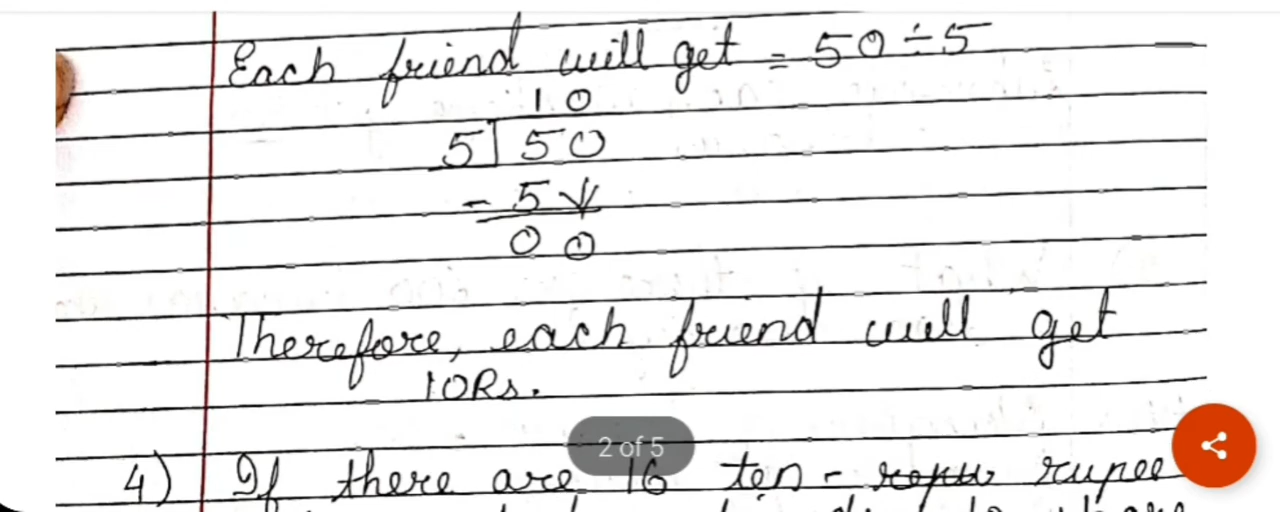 Each friend will get = 50 ÷ 5
10
5 50
- 5
00
Therefore, each friend will get
10Rs.
2 of 5
4) If there are 16 ten - rupee